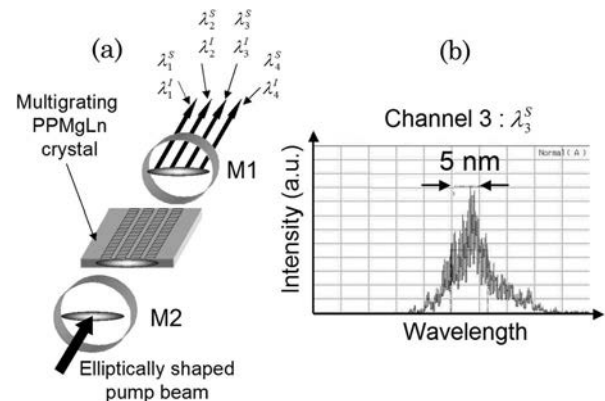 (a)
λ₂ˢ λ₃ˢ
λ₁ˢ λ₂ᴵ λ₃ᴵ λ₄ˢ
λ₁ᴵ λ₄ᴵ
Multigrating
PPMgLn
crystal
M1
M2
Elliptically shaped
pump beam
(b)
Channel 3 : λ₃ˢ
Normal(A)
5 nm
Intensity (a.u.)
Wavelength